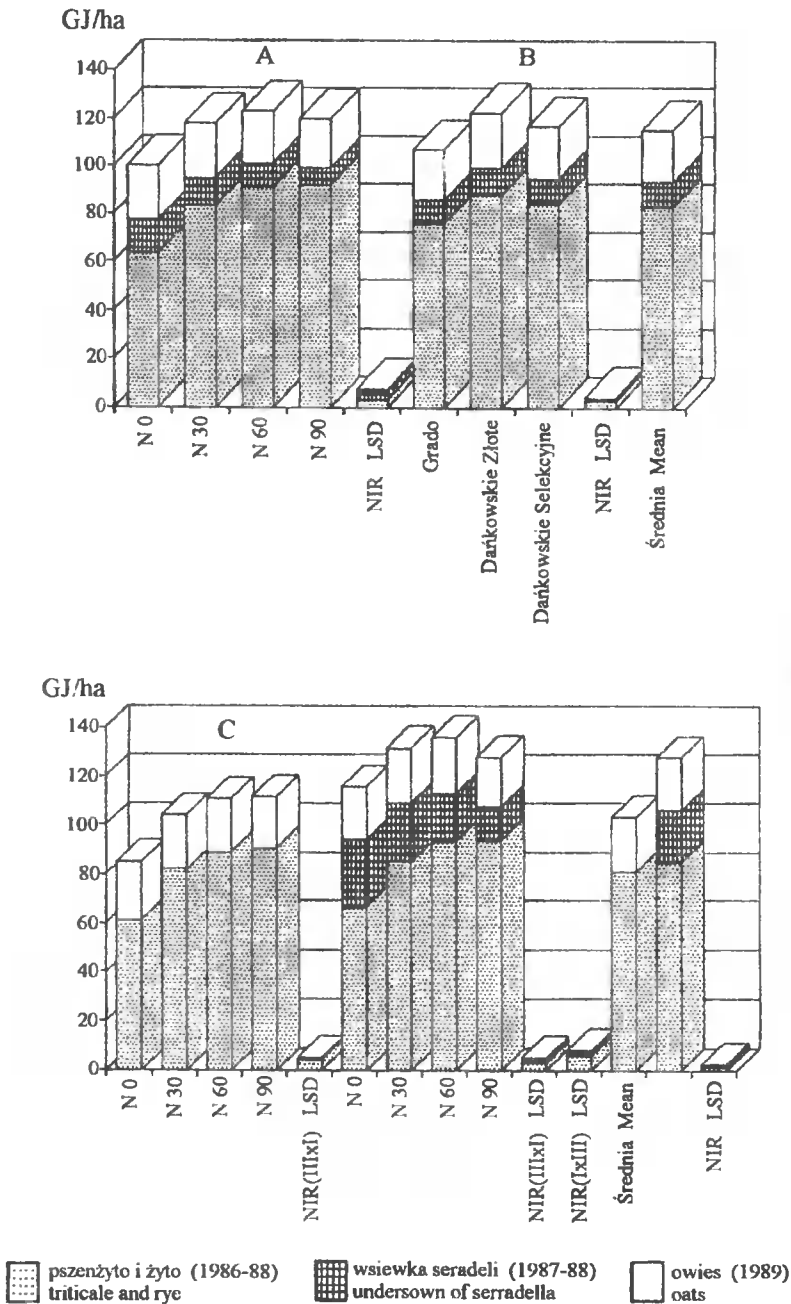 GJ/ha
A
B
140
120
100
80
60
40
20
0
N 0
N 30
N 60
N 90
NIR LSD
Grado
Dańkowskie Złote
Dańkowskie Selekcyjne
NIR LSD
Średnia Mean
GJ/ha
C
140
120
100
80
60
40
20
0
N 0
N 30
N 60
N 90
NIR(IIIxI) LSD
N 0
N 30
N 60
N 90
NIR(IIIxI) LSD
NIR(IxIII) LSD
Średnia Mean
NIR LSD
pszenżyto i żyto (1986-88)
triticale and rye
wsiewka seradeli (1987-88)
undersown of serradella
owies (1989)
oats